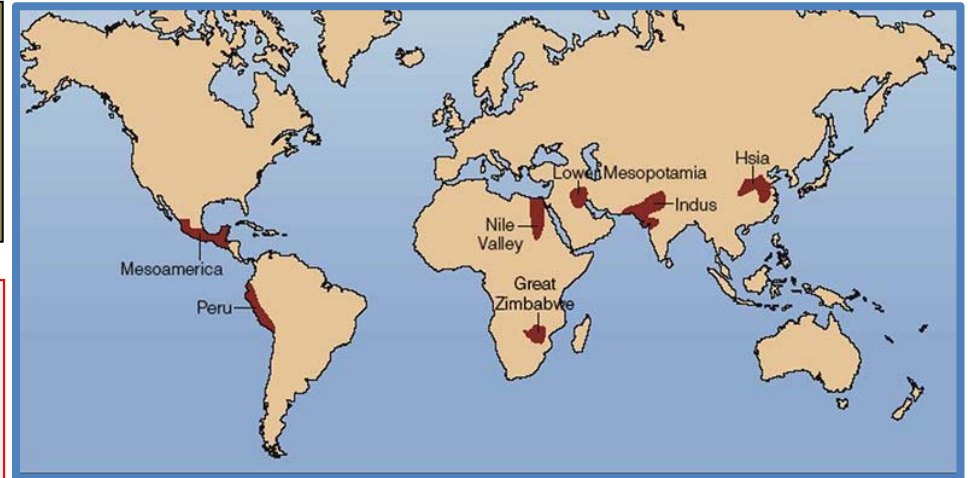 Hsia
Lower Mesopotamia
Indus
Nile
Valley
Mesoamerica
Great
Zimbabwe
Peru